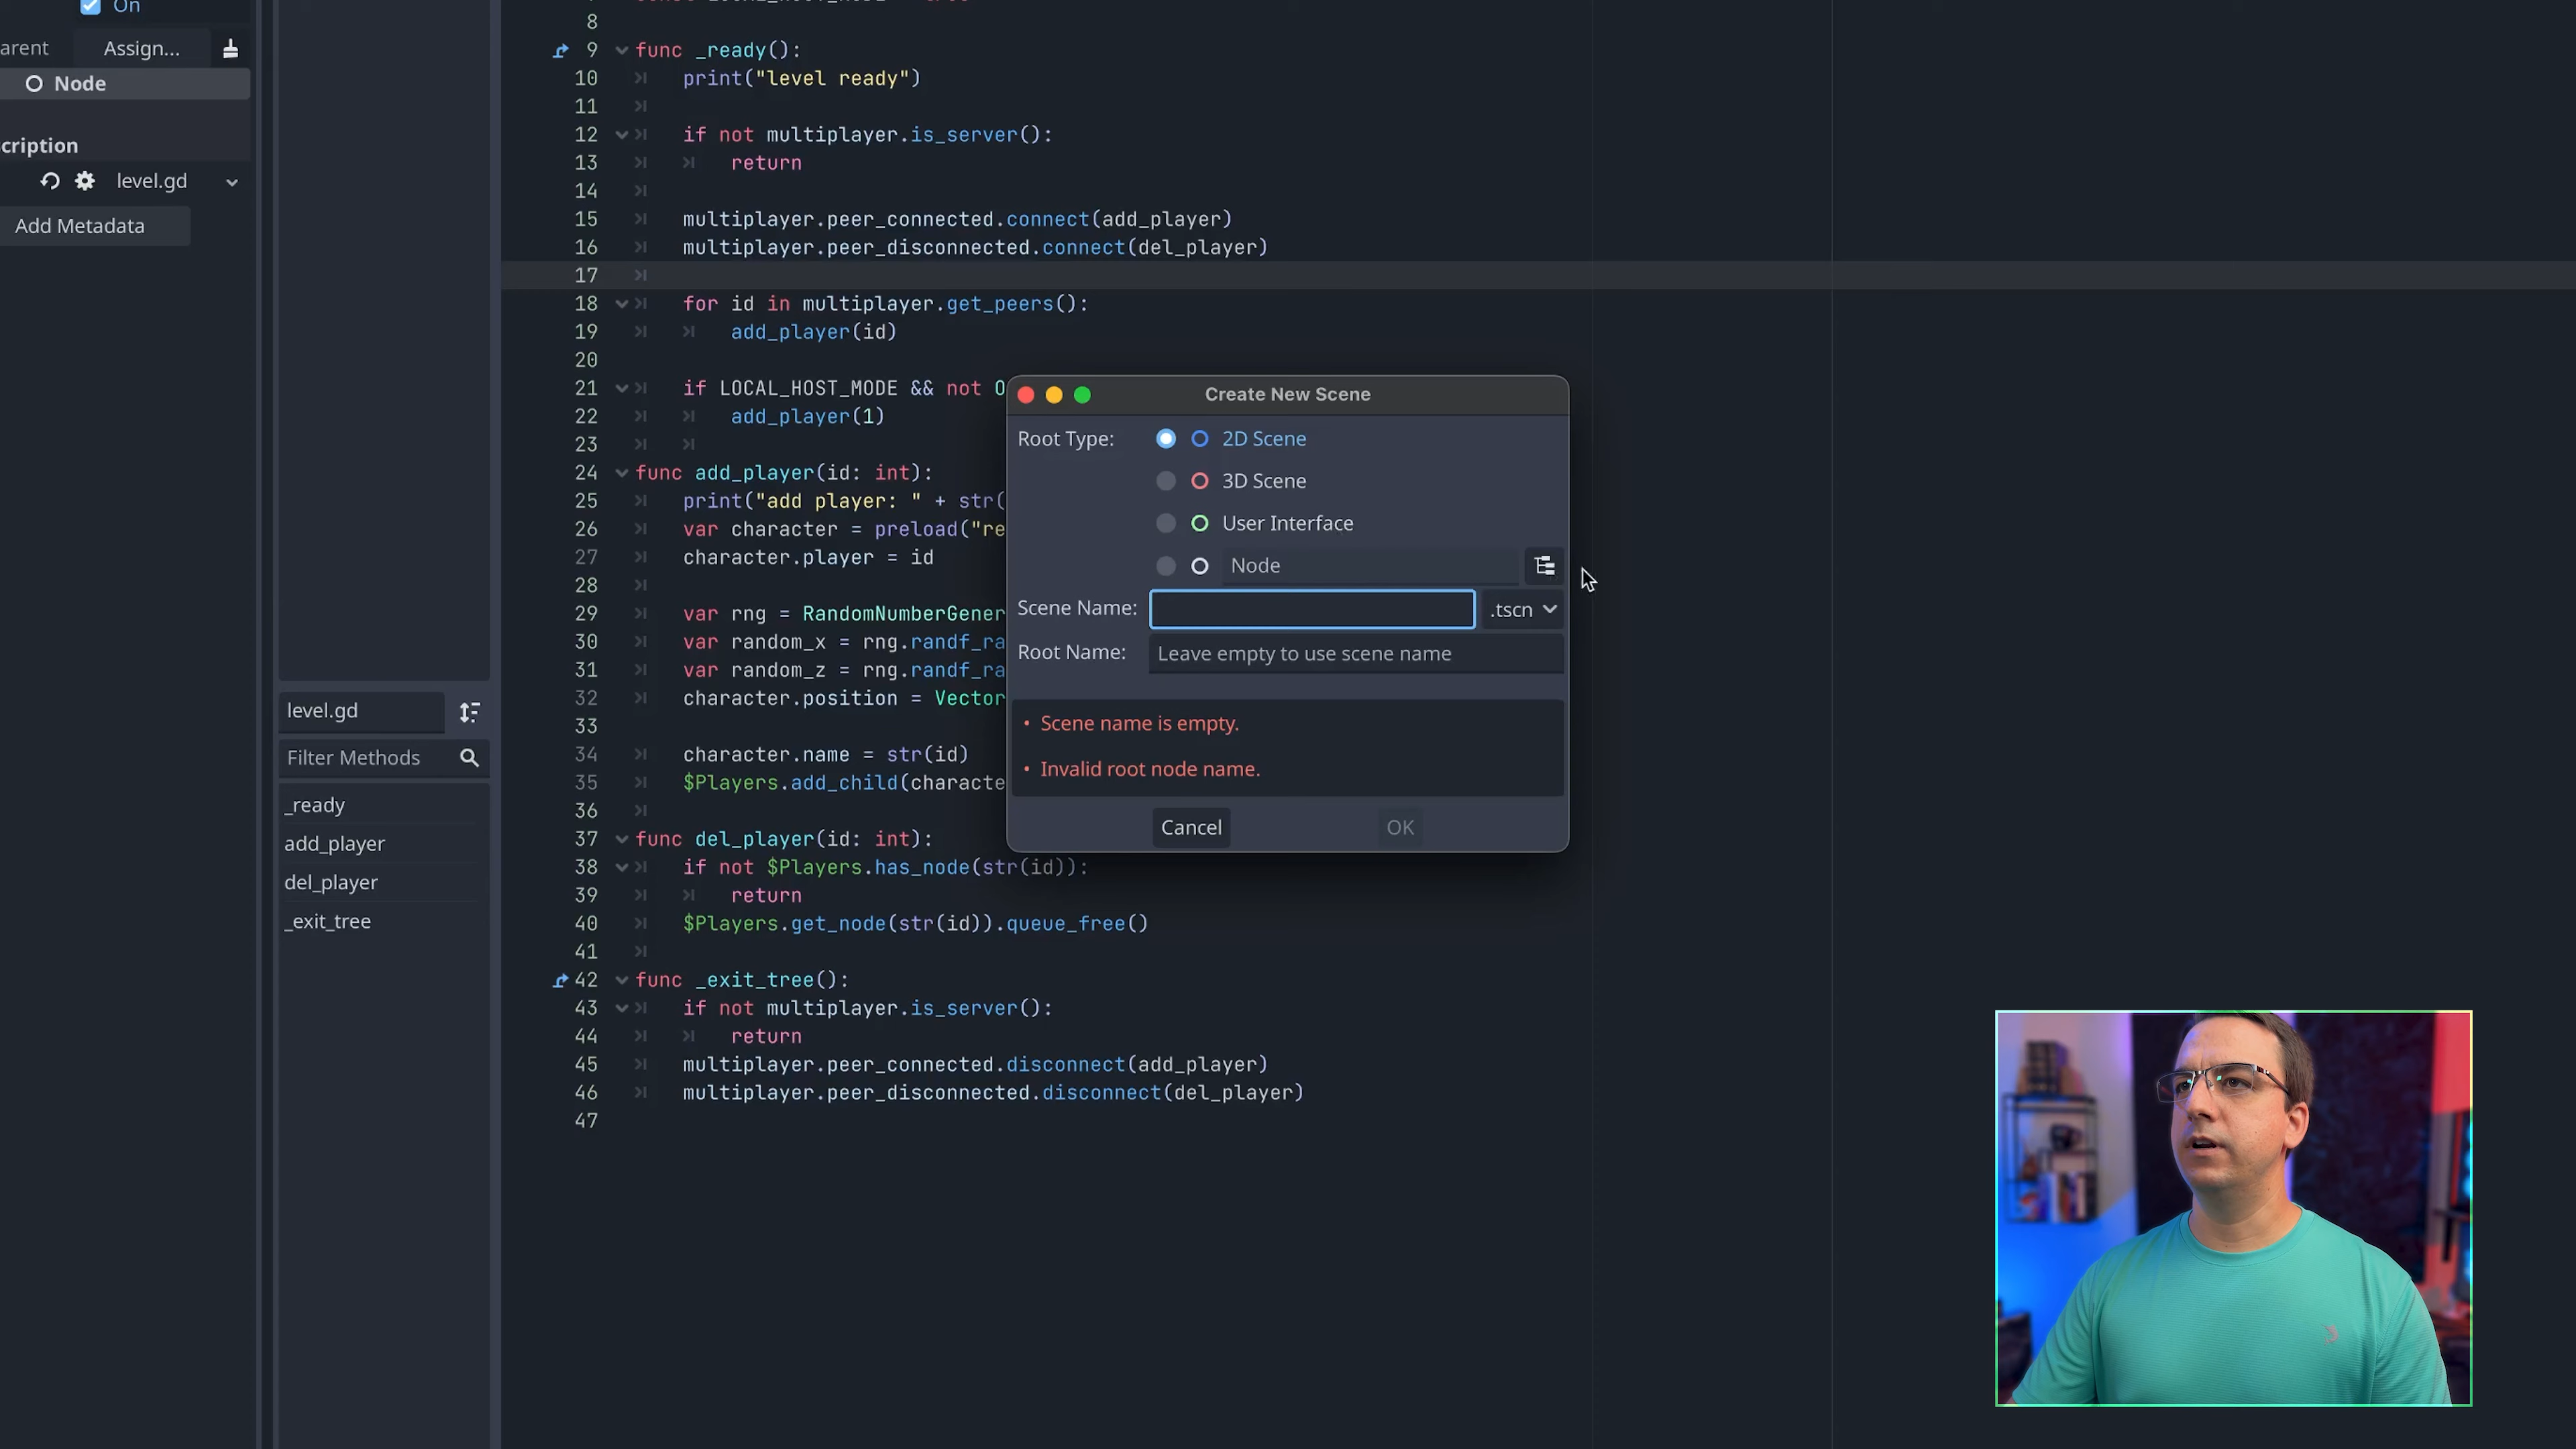 On
arent
Assign...
Node
cription
level.gd
Add Metadata
level.gd
Filter Methods
_ready
add_player
del_player
_exit_tree
8
9 func _ready():
10 print("level ready")
11
12 if not multiplayer.is_server():
13 return
14
15 multiplayer.peer_connected.connect(add_player)
16 multiplayer.peer_disconnected.connect(del_player)
17
18 for id in multiplayer.get_peers():
19 add_player(id)
20
21 if LOCAL_HOST_MODE && not O
22 add_player(1)
23
24 func add_player(id: int):
25 print("add player: " + str(
26 var character = preload("re
27 character.player = id
28
29 var rng = RandomNumberGener
30 var random_x = rng.randf_ra
31 var random_z = rng.randf_ra
32 character.position = Vector
33
34 character.name = str(id)
35 $Players.add_child(characte
36
37 func del_player(id: int):
38 if not $Players.has_node(str(id)):
39 return
40 $Players.get_node(str(id)).queue_free()
41
42 func _exit_tree():
43 if not multiplayer.is_server():
44 return
45 multiplayer.peer_connected.disconnect(add_player)
46 multiplayer.peer_disconnected.disconnect(del_player)
47
Create New Scene
Root Type:
2D Scene
3D Scene
User Interface
Node
Scene Name:
.tscn
Root Name:
Leave empty to use scene name
• Scene name is empty.
• Invalid root node name.
Cancel
OK